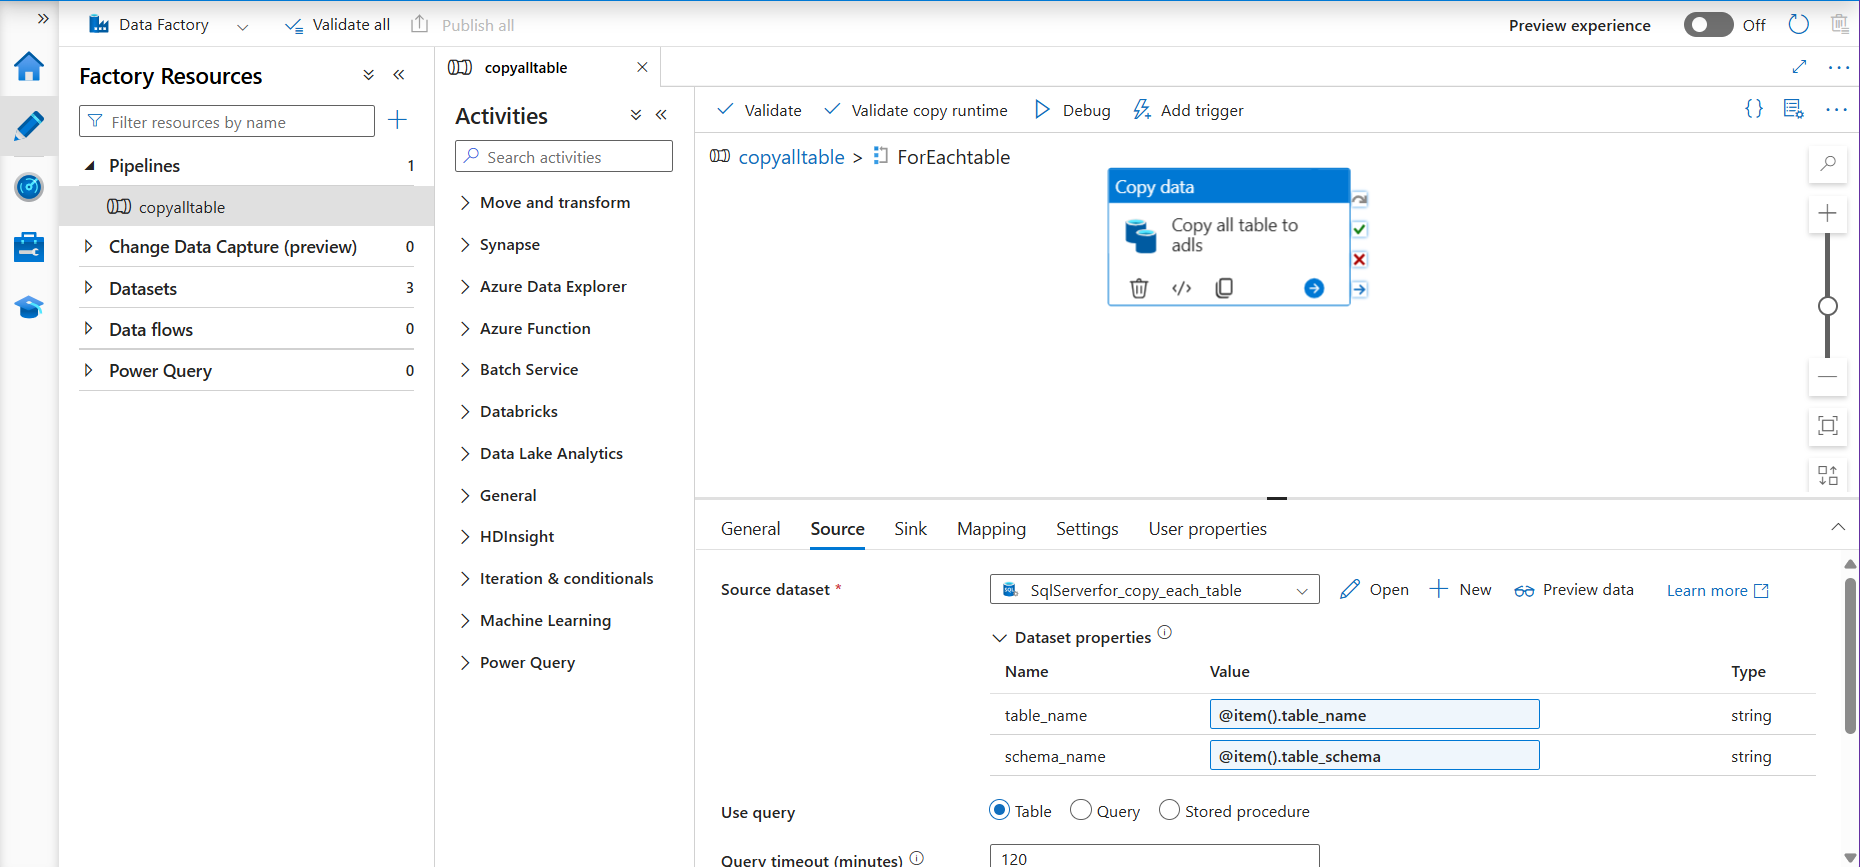 Data Factory
Validate all
Publish all
Preview experience
Off
Factory Resources
Filter resources by name
Pipelines 1
copyalltable
Change Data Capture (preview) 0
Datasets 3
Data flows 0
Power Query 0
copyalltable
Activities
Search activities
Move and transform
Synapse
Azure Data Explorer
Azure Function
Batch Service
Databricks
Data Lake Analytics
General
HDInsight
Iteration & conditionals
Machine Learning
Power Query
Validate
Validate copy runtime
Debug
Add trigger
copyalltable > ForEachtable
Copy data
Copy all table to
adls
General Source Sink Mapping Settings User properties
Source dataset *
SQL
SqlServerfor_copy_each_table
Open
New
Preview data
Learn more
Dataset properties
Name Value Type
table_name @item().table_name string
schema_name @item().table_schema string
Use query
Table Query Stored procedure
Query timeout (minutes)
120